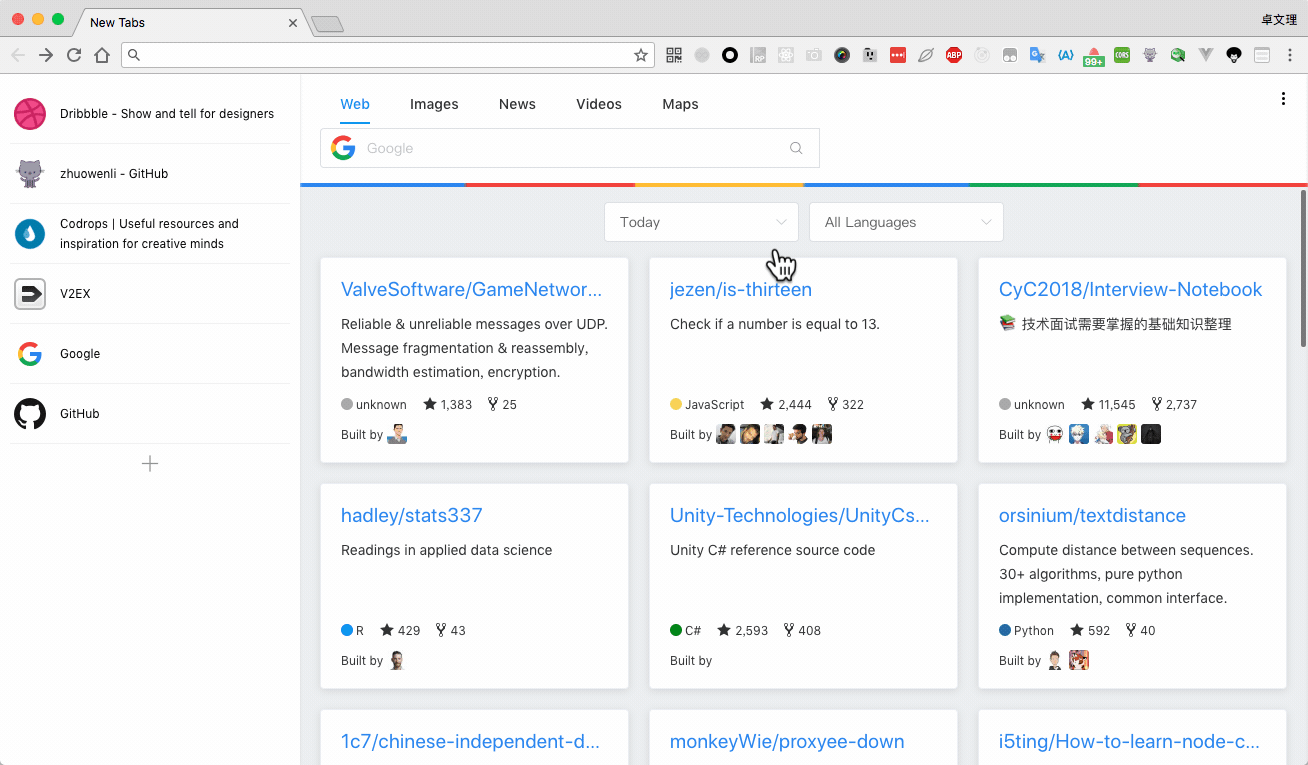 New Tabs
卓文理
RP
ABP
99+
CORS
Dribbble - Show and tell for designers
zhuowenli - GitHub
Codrops | Useful resources and
inspiration for creative minds
V2EX
Google
GitHub
Web Images News Videos Maps
Google
Today
All Languages
ValveSoftware/GameNetwor...
Reliable & unreliable messages over UDP.
Message fragmentation & reassembly,
bandwidth estimation, encryption.
unknown 1,383 25
Built by
jezen/is-thirteen
Check if a number is equal to 13.
JavaScript 2,444 322
Built by
CyC2018/Interview-Notebook
技术面试需要掌握的基础知识整理
unknown 11,545 2,737
Built by
hadley/stats337
Readings in applied data science
R 429 43
Built by
Unity-Technologies/UnityCs...
Unity C# reference source code
C# 2,593 408
Built by
orsinium/textdistance
Compute distance between sequences.
30+ algorithms, pure python
implementation, common interface.
Python 592 40
Built by
1c7/chinese-independent-d...
monkeyWie/proxyee-down
i5ting/How-to-learn-node-c...